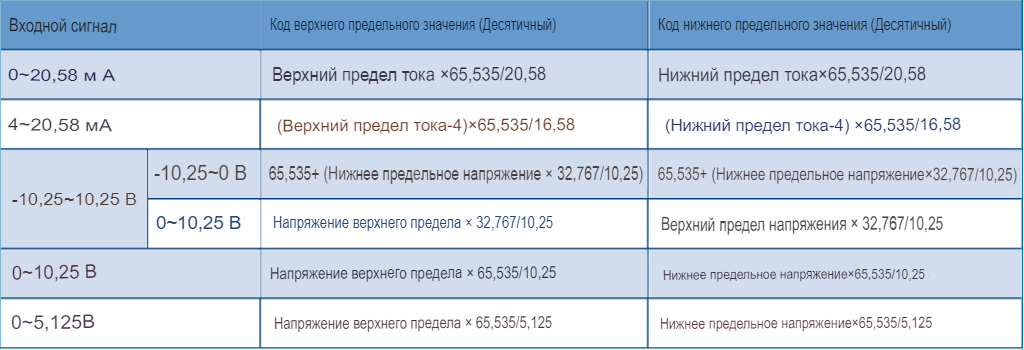 Входной сигнал
Код верхнего предельного значения (Десятичный)
Код нижнего предельного значения (Десятичный)
0~20,58 м А
Верхний предел тока ×65,535/20,58
Нижний предел тока×65,535/20,58
4~20,58 мА
(Верхний предел тока-4)×65,535/16,58
(Нижний предел тока-4) ×65,535/16,58
-10,25~10,25 В
-10,25~0 В
65,535+ (Нижнее предельное напряжение × 32,767/10,25)
65,535+ (Нижнее предельное напряжение×32,767/10,25)
0~10,25 В
Напряжение верхнего предела × 32,767/10,25
Верхний предел напряжения × 32,767/10,25
0~10,25 В
Напряжение верхнего предела × 65,535/10,25
Нижнее предельное напряжение×65,535/10,25
0~5,125В
Напряжение верхнего предела × 65,535/5,125
Нижнее предельное напряжение×65,535/5,125